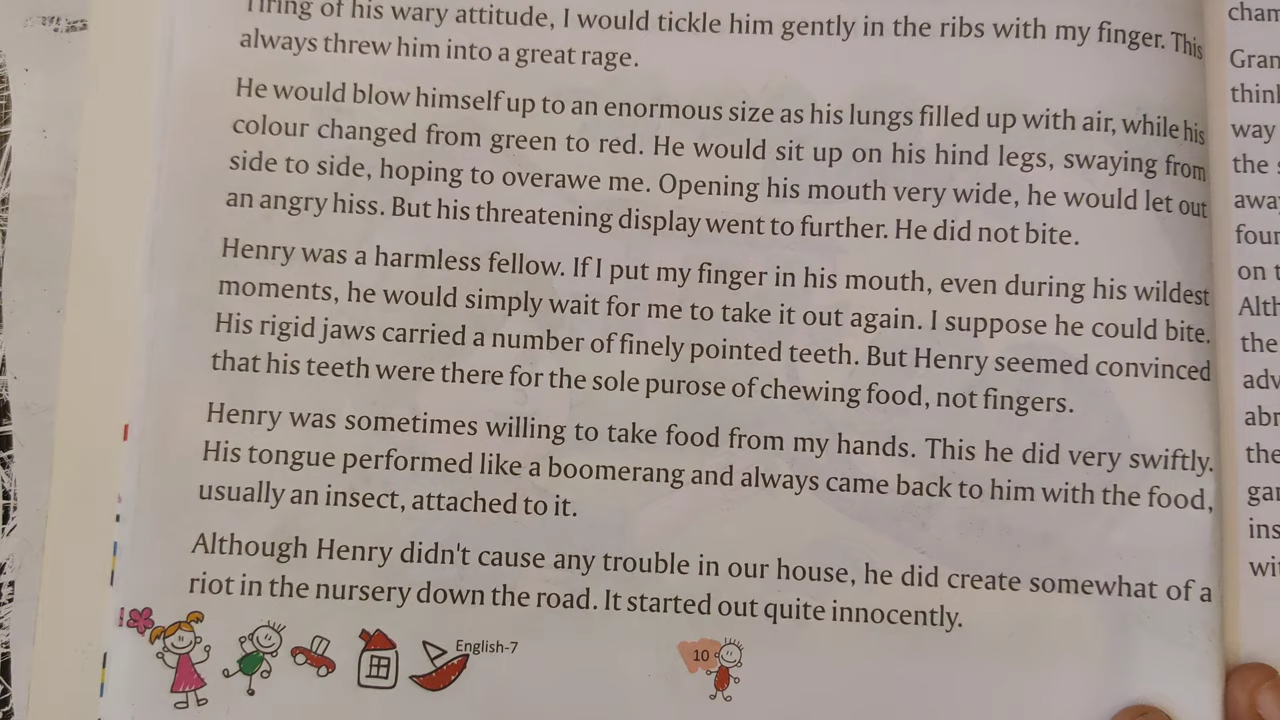 Tiring of his wary attitude, I would tickle him gently in the ribs with my finger. This
always threw him into a great rage.
He would blow himself up to an enormous size as his lungs filled up with air, while his
colour changed from green to red. He would sit up on his hind legs, swaying from
side to side, hoping to overawe me. Opening his mouth very wide, he would let out
an angry hiss. But his threatening display went to further. He did not bite.
Henry was a harmless fellow. If I put my finger in his mouth, even during his wildest
moments, he would simply wait for me to take it out again. I suppose he could bite.
His rigid jaws carried a number of finely pointed teeth. But Henry seemed convinced
that his teeth were there for the sole purose of chewing food, not fingers.
Henry was sometimes willing to take food from my hands. This he did very swiftly.
His tongue performed like a boomerang and always came back to him with the food,
usually an insect, attached to it.
Although Henry didn't cause any trouble in our house, he did create somewhat of a
riot in the nursery down the road. It started out quite innocently.
English-7
10
way
the
the
on
the
the